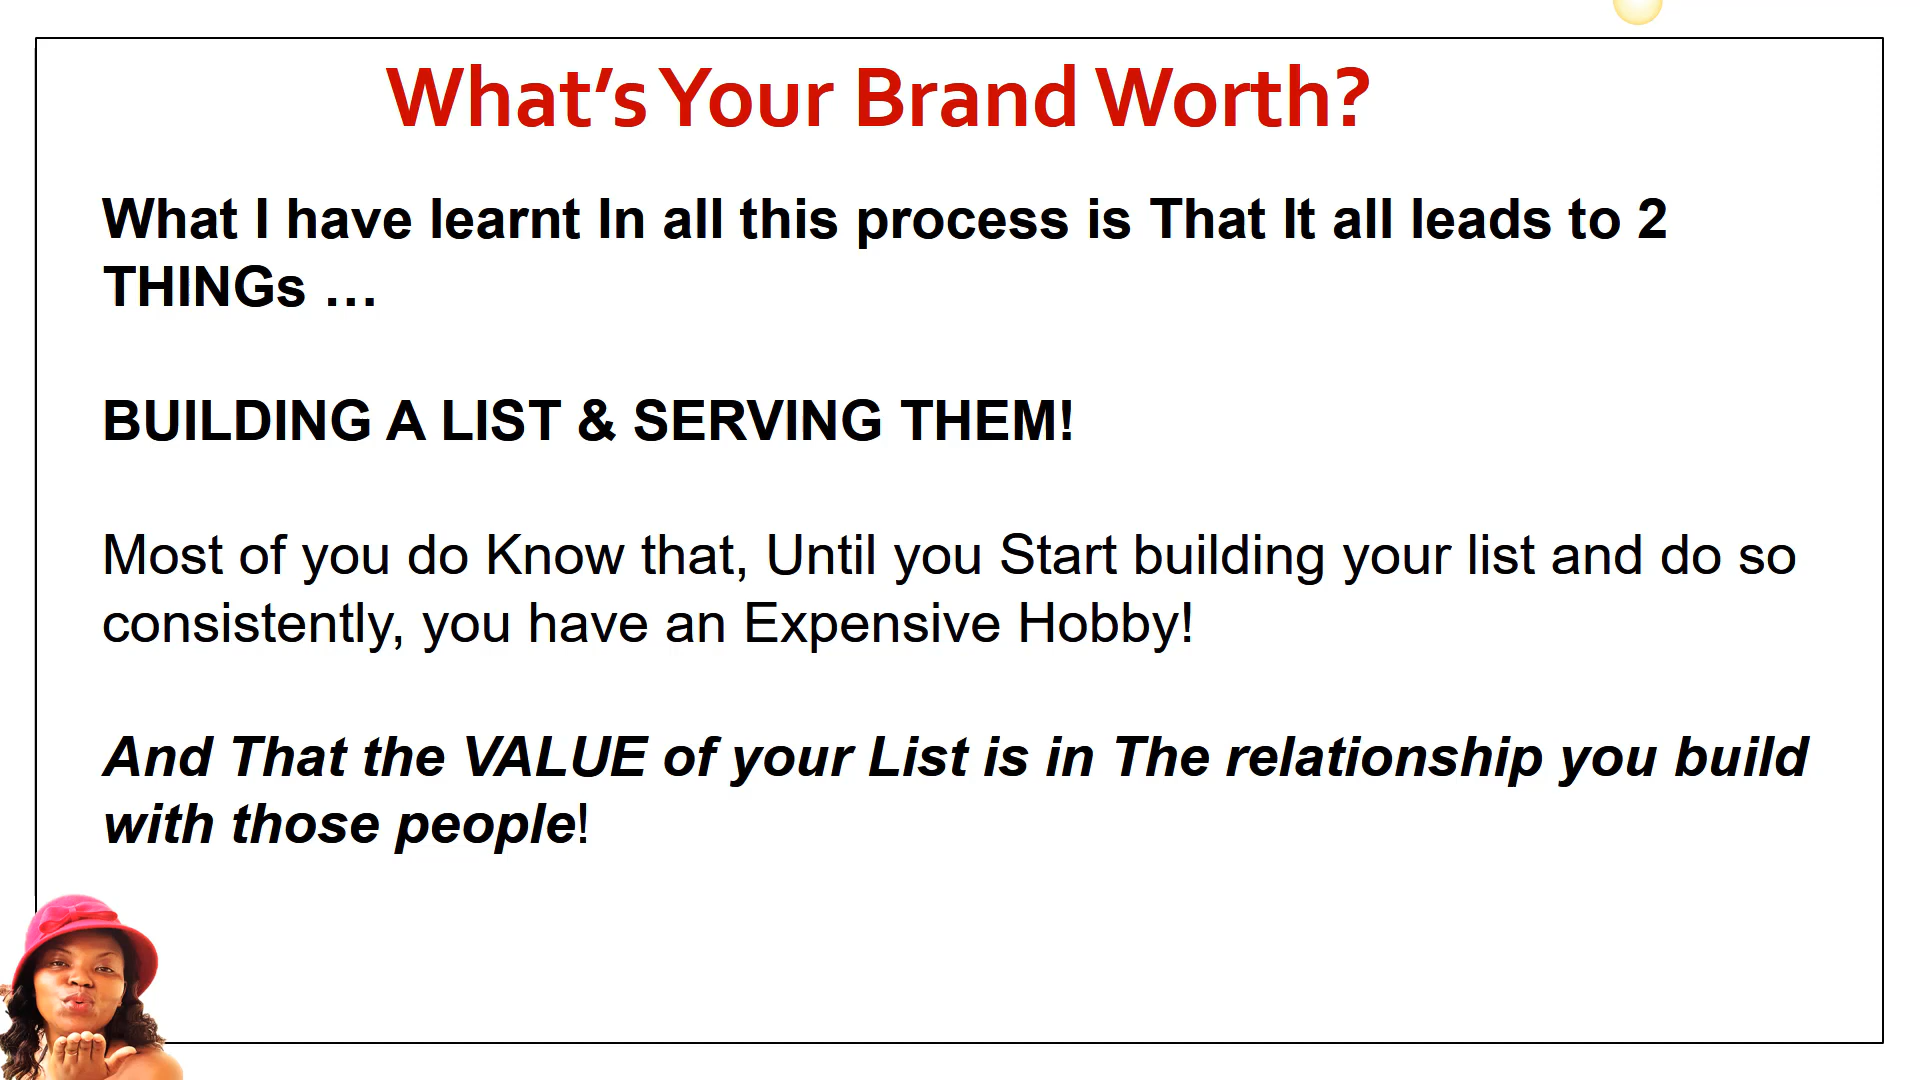 What’s Your Brand Worth?
What I have learnt In all this process is That It all leads to 2
THINGs …
BUILDING A LIST & SERVING THEM!
Most of you do Know that, Until you Start building your list and do so
consistently, you have an Expensive Hobby!
And That the VALUE of your List is in The relationship you build
with those people!